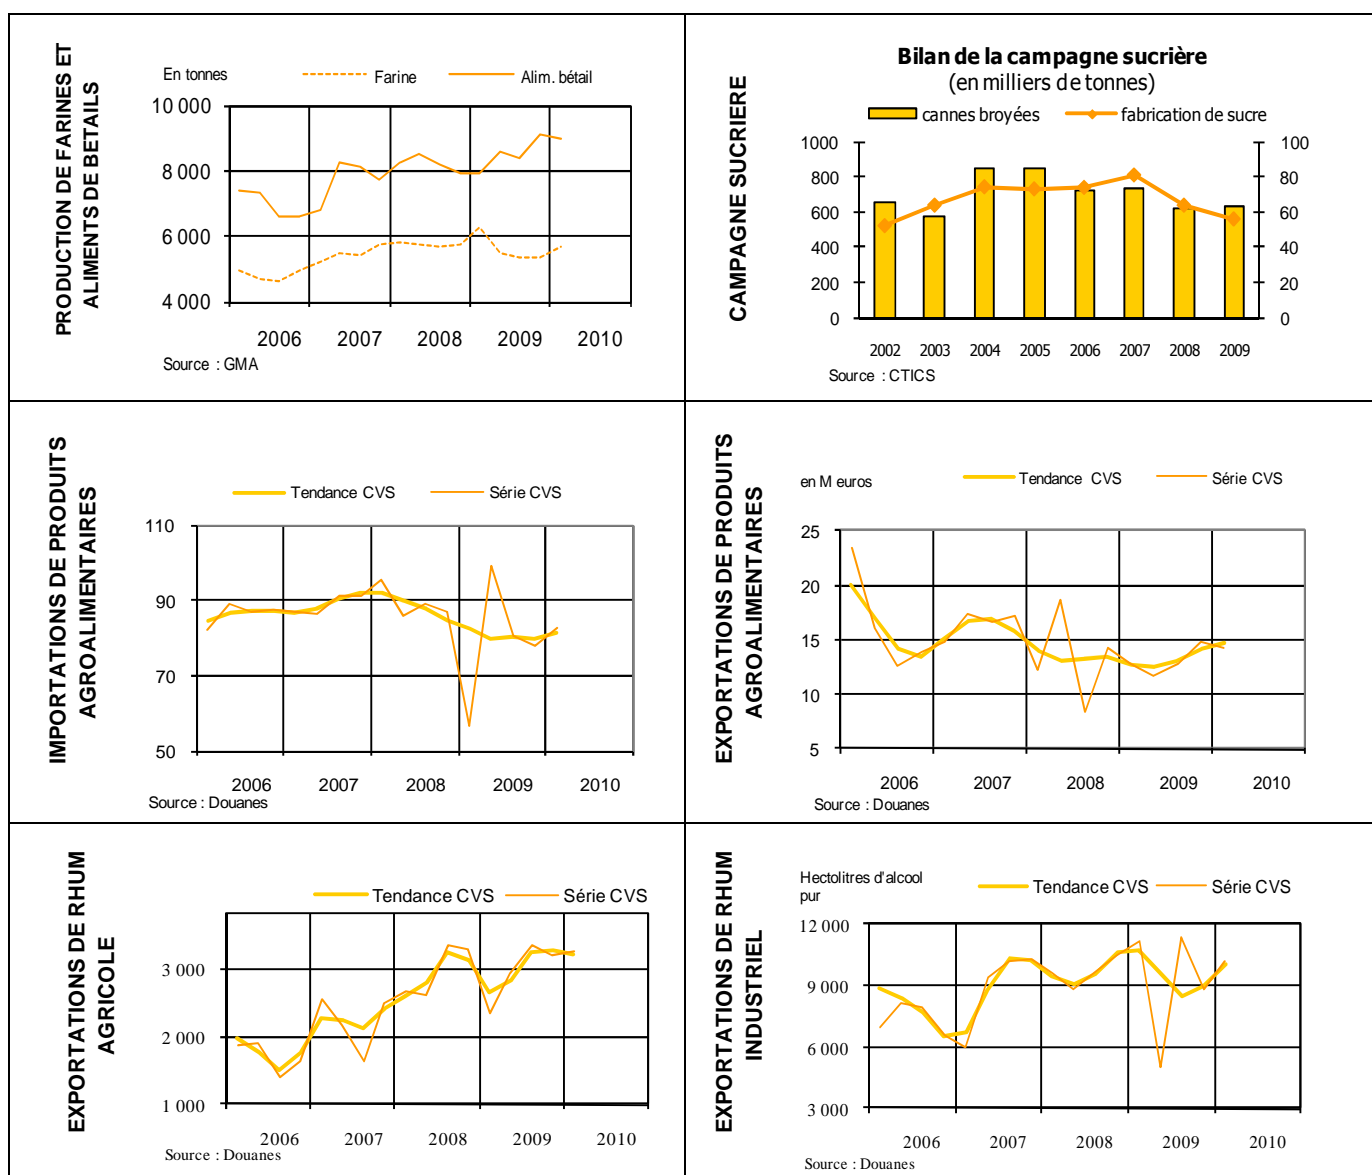 PRODUCTION DE FARINES ET
ALIMENTS DE BETAILS
En tonnes
Farine
Alim. bétail
10 000
8 000
6 000
4 000
2006 2007 2008 2009 2010
Source : GMA
CAMPAGNE SUCRIERE
Bilan de la campagne sucrière
(en milliers de tonnes)
cannes broyées
fabrication de sucre
1000
800
600
400
200
0
100
80
60
40
20
0
2002 2003 2004 2005 2006 2007 2008 2009
Source : CTICS
IMPORTATIONS DE PRODUITS
AGROALIMENTAIRES
Tendance CVS
Série CVS
110
90
70
50
2006 2007 2008 2009 2010
Source : Douanes
EXPORTATIONS DE PRODUITS
AGROALIMENTAIRES
en M euros
Tendance CVS
Série CVS
25
20
15
10
5
2006 2007 2008 2009 2010
Source : Douanes
EXPORTATIONS DE RHUM
AGRICOLE
Tendance CVS
Série CVS
3 000
2 000
1 000
2006 2007 2008 2009 2010
Source : Douanes
EXPORTATIONS DE RHUM
INDUSTRIEL
Hectolitres d'alcool
pur
Tendance CVS
Série CVS
12 000
9 000
6 000
3 000
2006 2007 2008 2009 2010
Source : Douanes